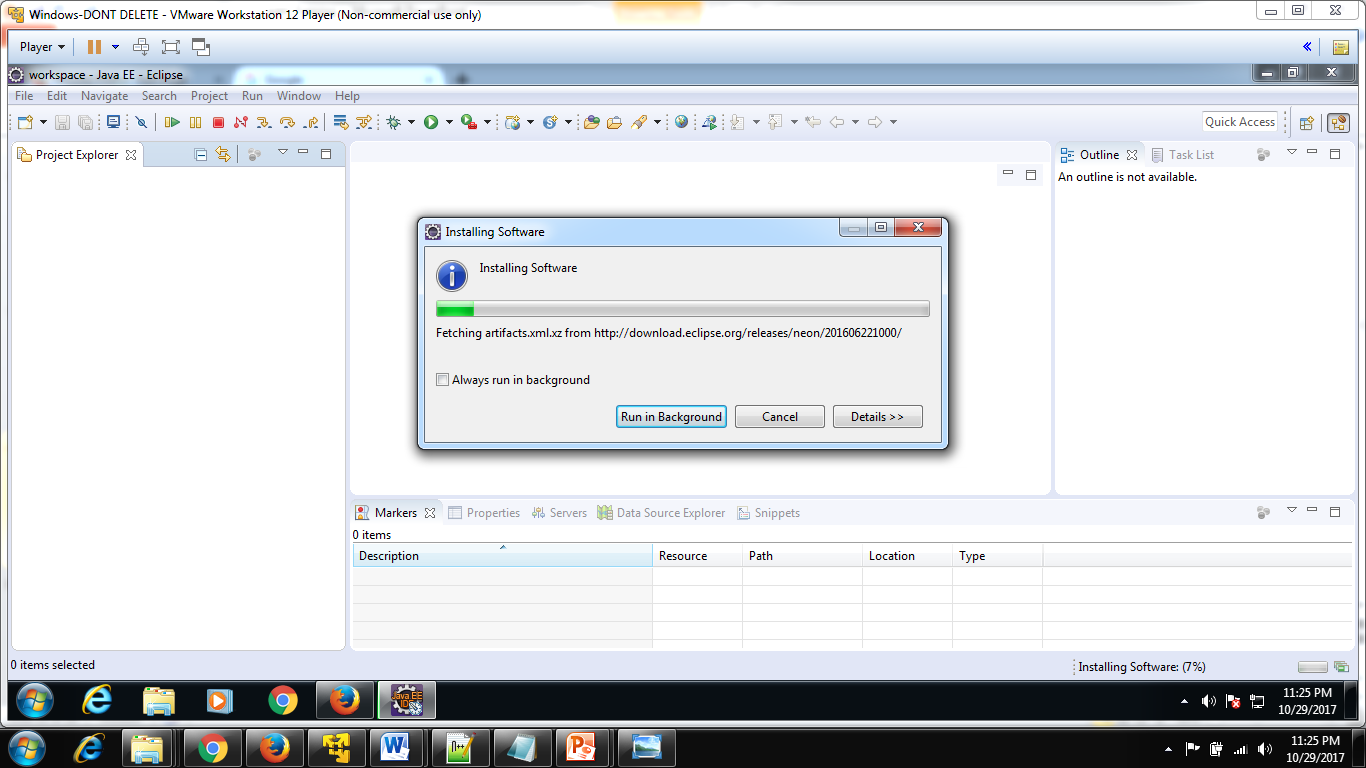 Windows-DONT DELETE - VMware Workstation 12 Player (Non-commercial use only)
Player
workspace - Java EE - Eclipse
File Edit Navigate Search Project Run Window Help
Quick Access
Project Explorer
Outline Task List
An outline is not available.
Installing Software
Installing Software
Fetching artifacts.xml.xz from http://download.eclipse.org/releases/neon/201606221000/
Always run in background
Run in Background Cancel Details >>
Markers Properties Servers Data Source Explorer Snippets
0 items
Description Resource Path Location Type
0 items selected
Installing Software: (7%)
Java EE
IDE
11:25 PM
10/29/2017
11:25 PM
10/29/2017